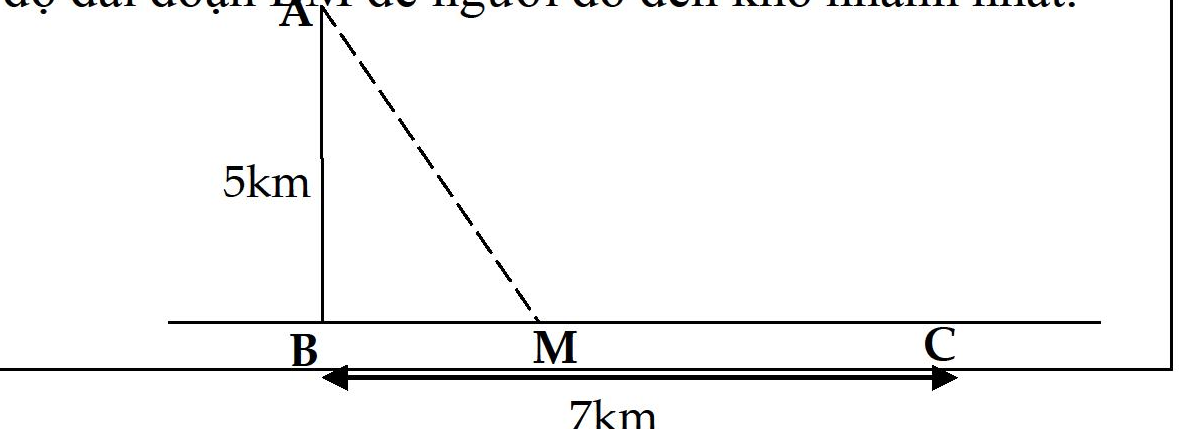 độ dài đoạn BM để người đó đến kho nhanh nhất.
A
5km
B M C
7km